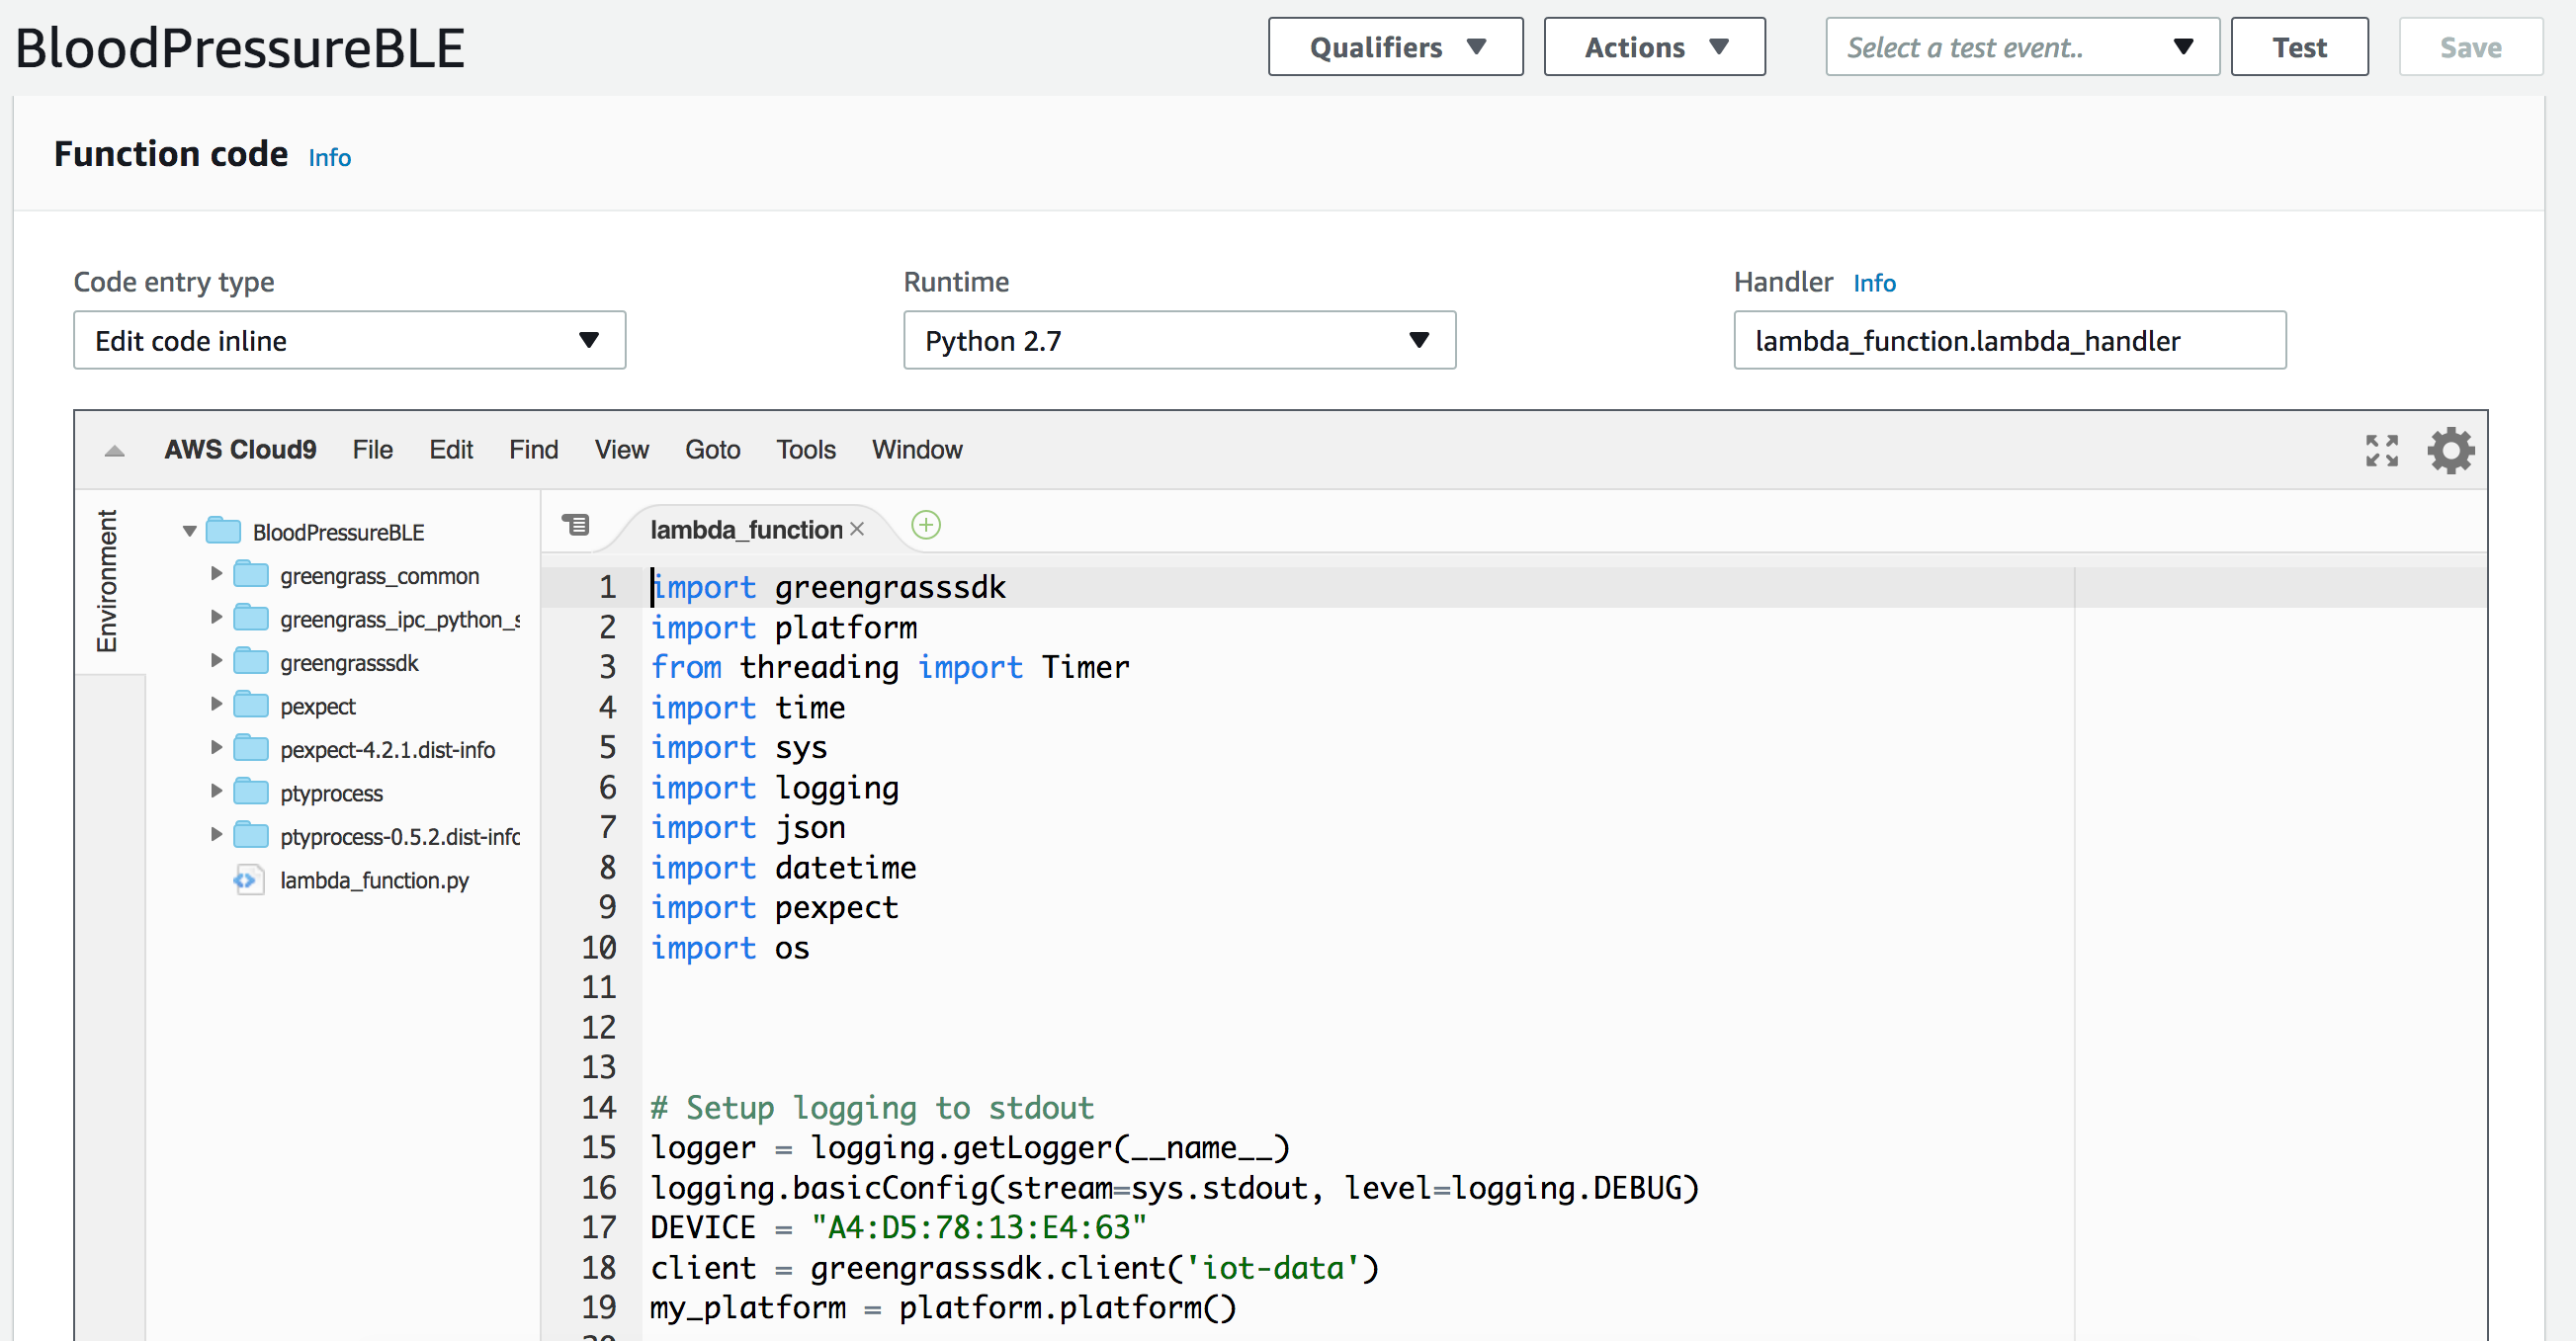 BloodPressureBLE
Qualifiers
Actions
Select a test event..
Test
Save
Function code Info
Code entry type
Edit code inline
Runtime
Python 2.7
Handler Info
lambda_function.lambda_handler
AWS Cloud9 File Edit Find View Goto Tools Window
Environment
BloodPressureBLE
greengrass_common
greengrass_ipc_python_s
greengrasssdk
pexpect
pexpect-4.2.1.dist-info
ptyprocess
ptyprocess-0.5.2.dist-info
lambda_function.py
lambda_function
1 import greengrasssdk
2 import platform
3 from threading import Timer
4 import time
5 import sys
6 import logging
7 import json
8 import datetime
9 import pexpect
10 import os
11
12
13
14 # Setup logging to stdout
15 logger = logging.getLogger(__name__)
16 logging.basicConfig(stream=sys.stdout, level=logging.DEBUG)
17 DEVICE = "A4:D5:78:13:E4:63"
18 client = greengrasssdk.client('iot-data')
19 my_platform = platform.platform()